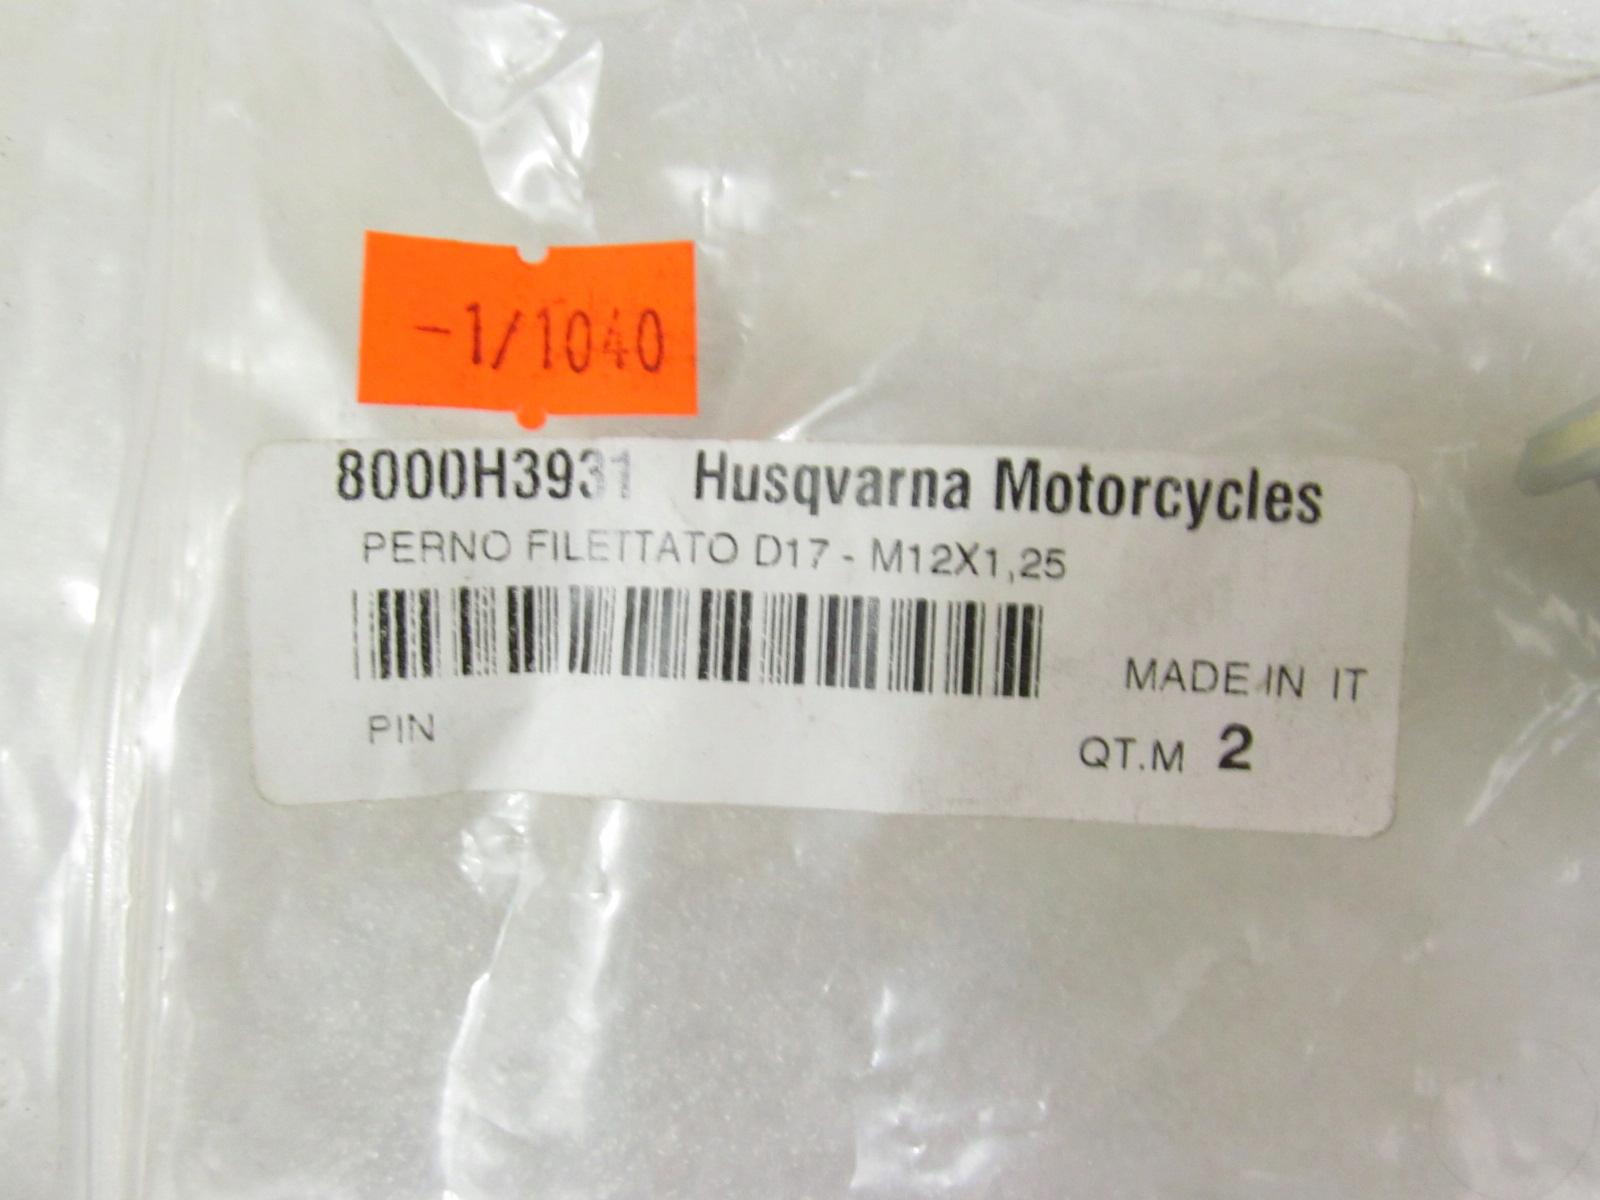 -1/1040
8000H3931 Husqvarna Motorcycles
PERNO FILETTATO D17 - M12X1,25
MADE IN IT
PIN
QT.M 2